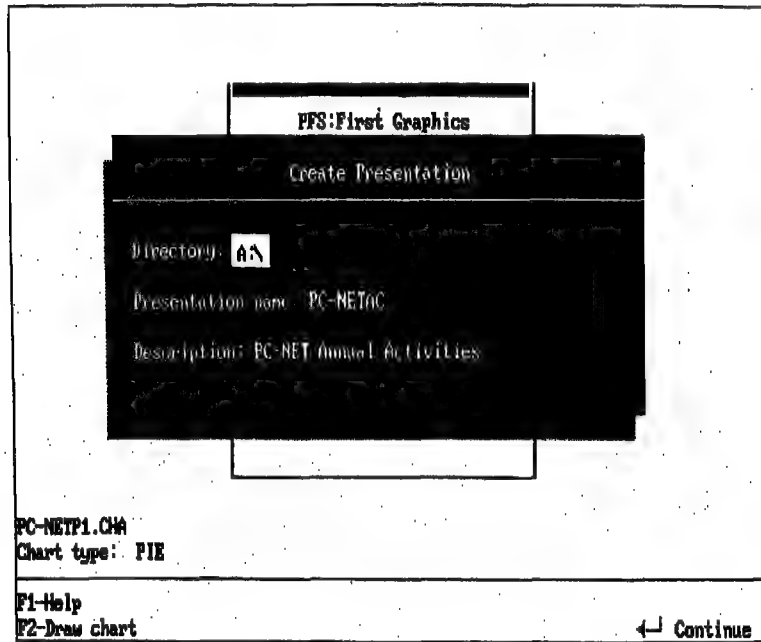 PFS:First Graphics
Create Presentation
Directory: A:\
Presentation name: PC-NETAC
Description: PC-NET Annual Activities
PC-NETP1.CHA
Chart type: PIE
F1-Help
F2-Draw chart
↵ Continue